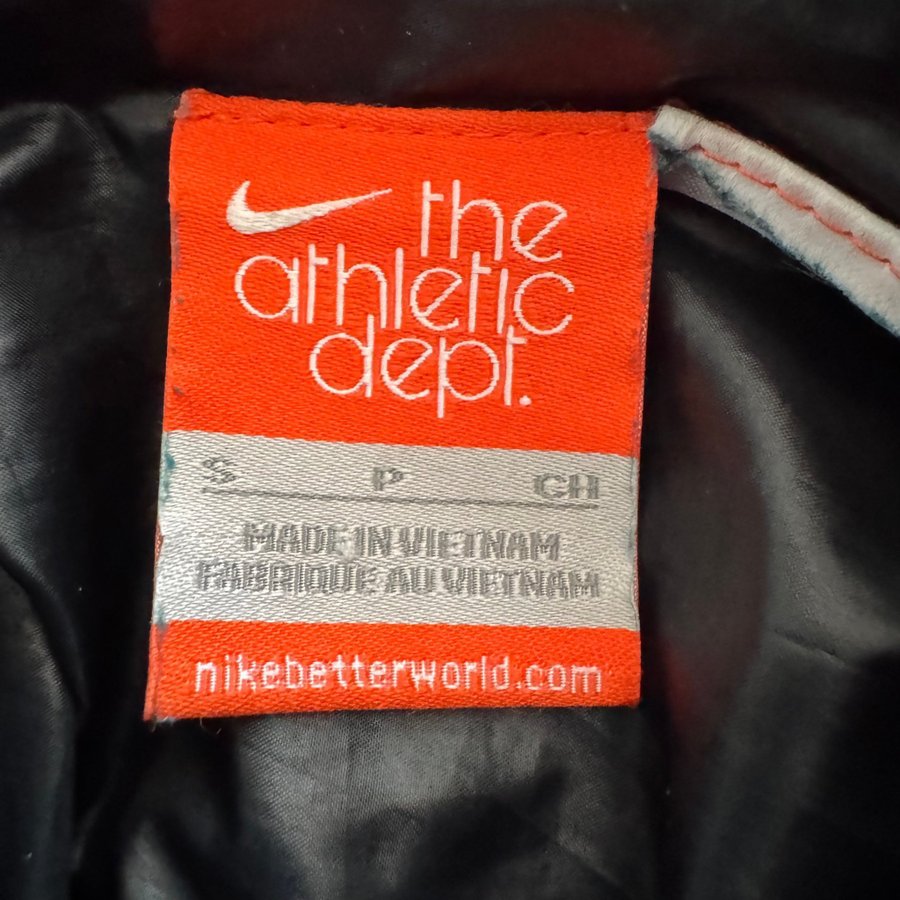 the
athletic
dept.
S P CH
MADE IN VIETNAM
FABRIQUE AU VIETNAM
nikebetterworld.com